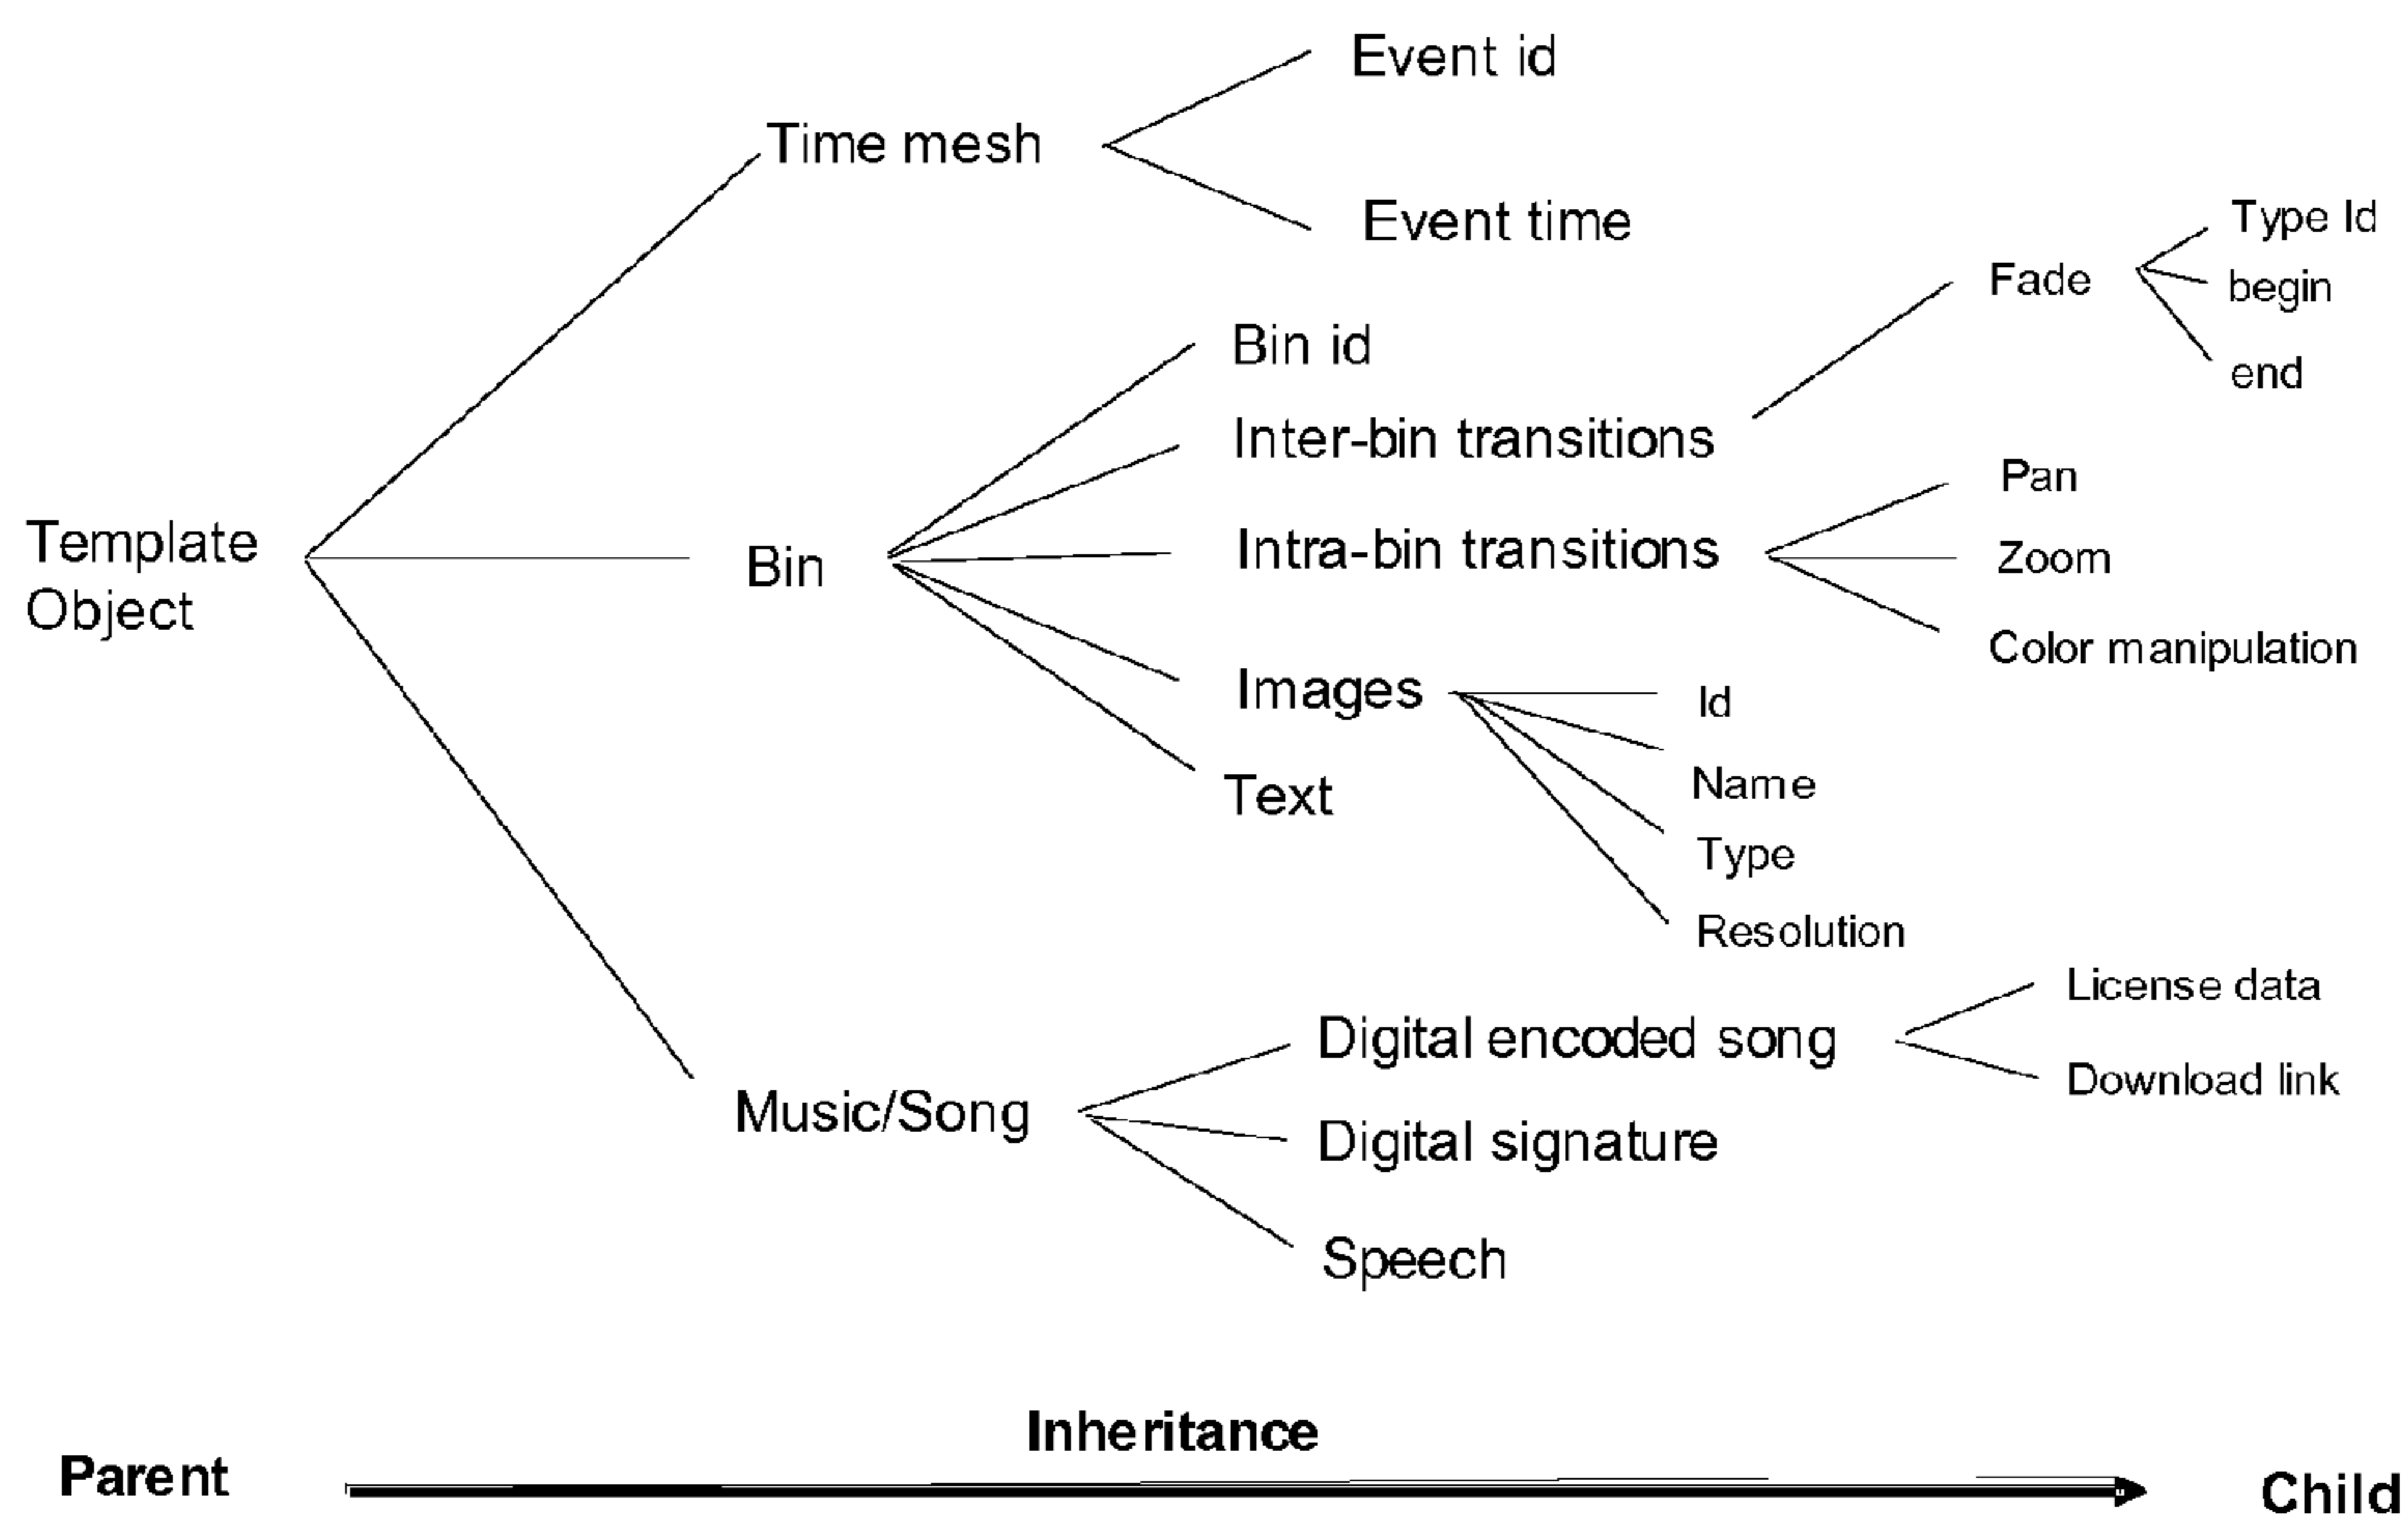 Event id
Time mesh
Event time
Type Id
Fade
begin
end
Bin id
Inter-bin transitions
Pan
Template
Object
Bin
Intra-bin transitions
Zoom
Color manipulation
Images
Id
Name
Text
Type
Resolution
License data
Digital encoded song
Download link
Music/Song
Digital signature
Speech
Inheritance
Parent
Child